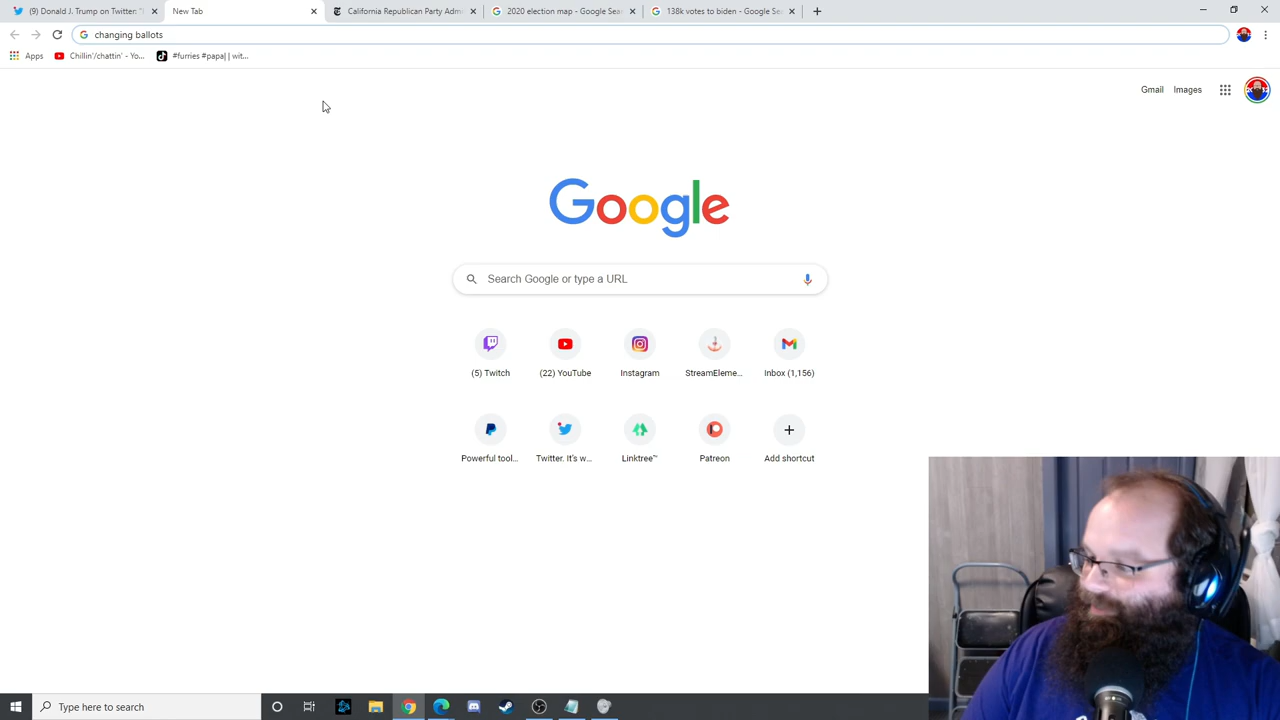 (9) Donald J. Trump on Twitter: "I
New Tab
California Republican Party Adm
2020 election map - Google Sea
138k votes to biden - Google Se
changing ballots
Apps
Chillin'/chattin' - Yo...
#furries #papa| | wit...
Gmail
Images
Google
Search Google or type a URL
(5) Twitch
(22) YouTube
Instagram
StreamEleme...
Inbox (1,156)
Powerful tool...
Twitter. It's w...
Linktree™
Patreon
Add shortcut
Type here to search